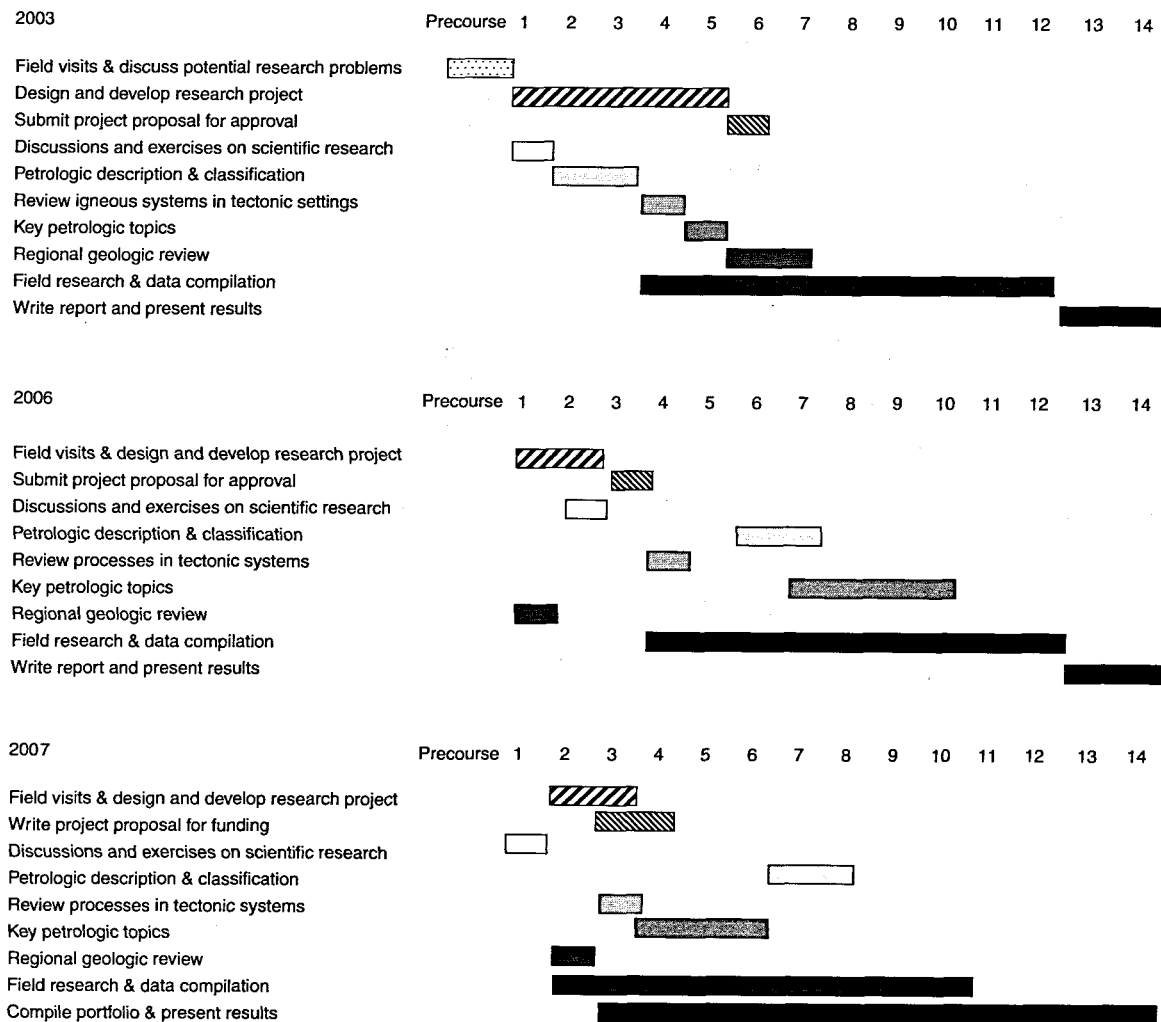 2003 Precourse 1 2 3 4 5 6 7 8 9 10 11 12 13 14
Field visits & discuss potential research problems
Design and develop research project
Submit project proposal for approval
Discussions and exercises on scientific research
Petrologic description & classification
Review igneous systems in tectonic settings
Key petrologic topics
Regional geologic review
Field research & data compilation
Write report and present results
2006 Precourse 1 2 3 4 5 6 7 8 9 10 11 12 13 14
Field visits & design and develop research project
Submit project proposal for approval
Discussions and exercises on scientific research
Petrologic description & classification
Review processes in tectonic systems
Key petrologic topics
Regional geologic review
Field research & data compilation
Write report and present results
2007 Precourse 1 2 3 4 5 6 7 8 9 10 11 12 13 14
Field visits & design and develop research project
Write project proposal for funding
Discussions and exercises on scientific research
Petrologic description & classification
Review processes in tectonic systems
Key petrologic topics
Regional geologic review
Field research & data compilation
Compile portfolio & present results